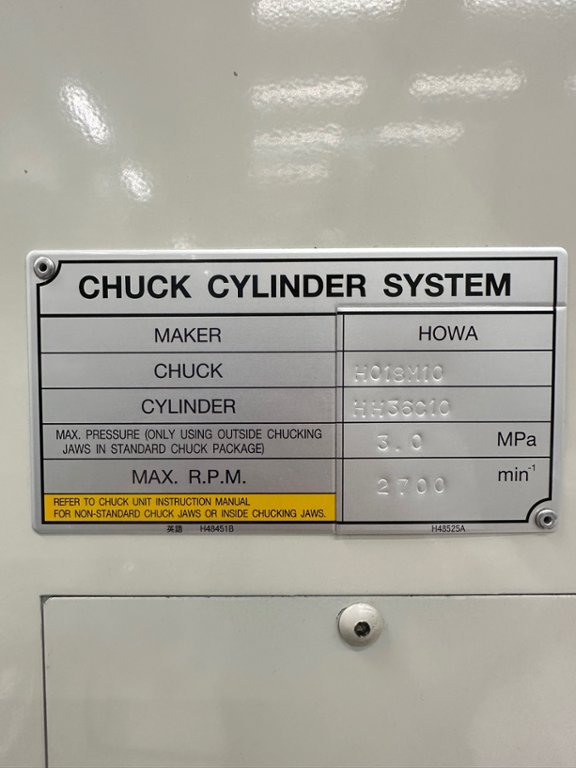 CHUCK CYLINDER SYSTEM
MAKER HOWA
CHUCK H018M10
CYLINDER HH36C10
MAX. PRESSURE (ONLY USING OUTSIDE CHUCKING
JAWS IN STANDARD CHUCK PACKAGE) 3.0 MPa
MAX. R.P.M. 2700 min⁻¹
REFER TO CHUCK UNIT INSTRUCTION MANUAL
FOR NON-STANDARD CHUCK JAWS OR INSIDE CHUCKING JAWS.
英語 H48451B H48525A